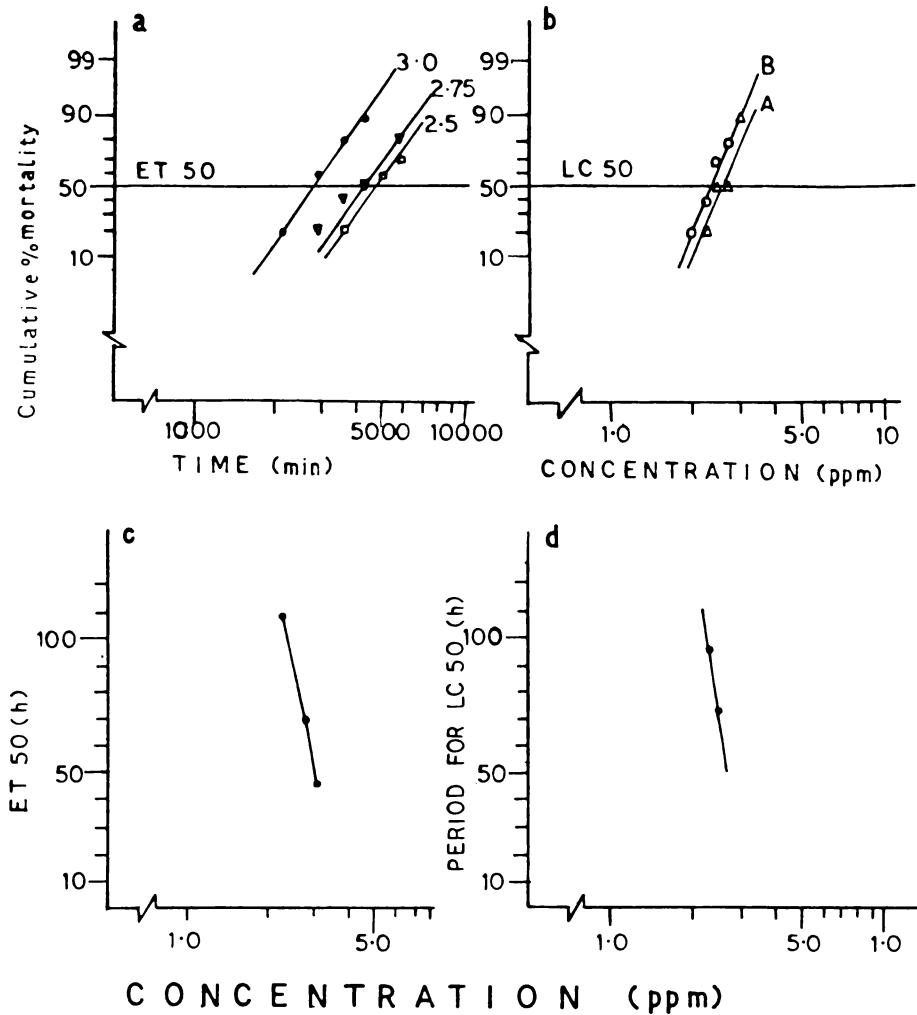 a
99
90
50
10
Cumulative % mortality
ET 50
3·0
2·75
2·5
1000
5000
10000
TIME (min)
b
99
90
50
10
LC 50
B
A
1·0
5·0
10
CONCENTRATION (ppm)
c
100
50
10
ET 50 (h)
1·0
5·0
d
100
50
10
PERIOD FOR LC 50 (h)
1·0
5·0
1·0
CONCENTRATION (ppm)